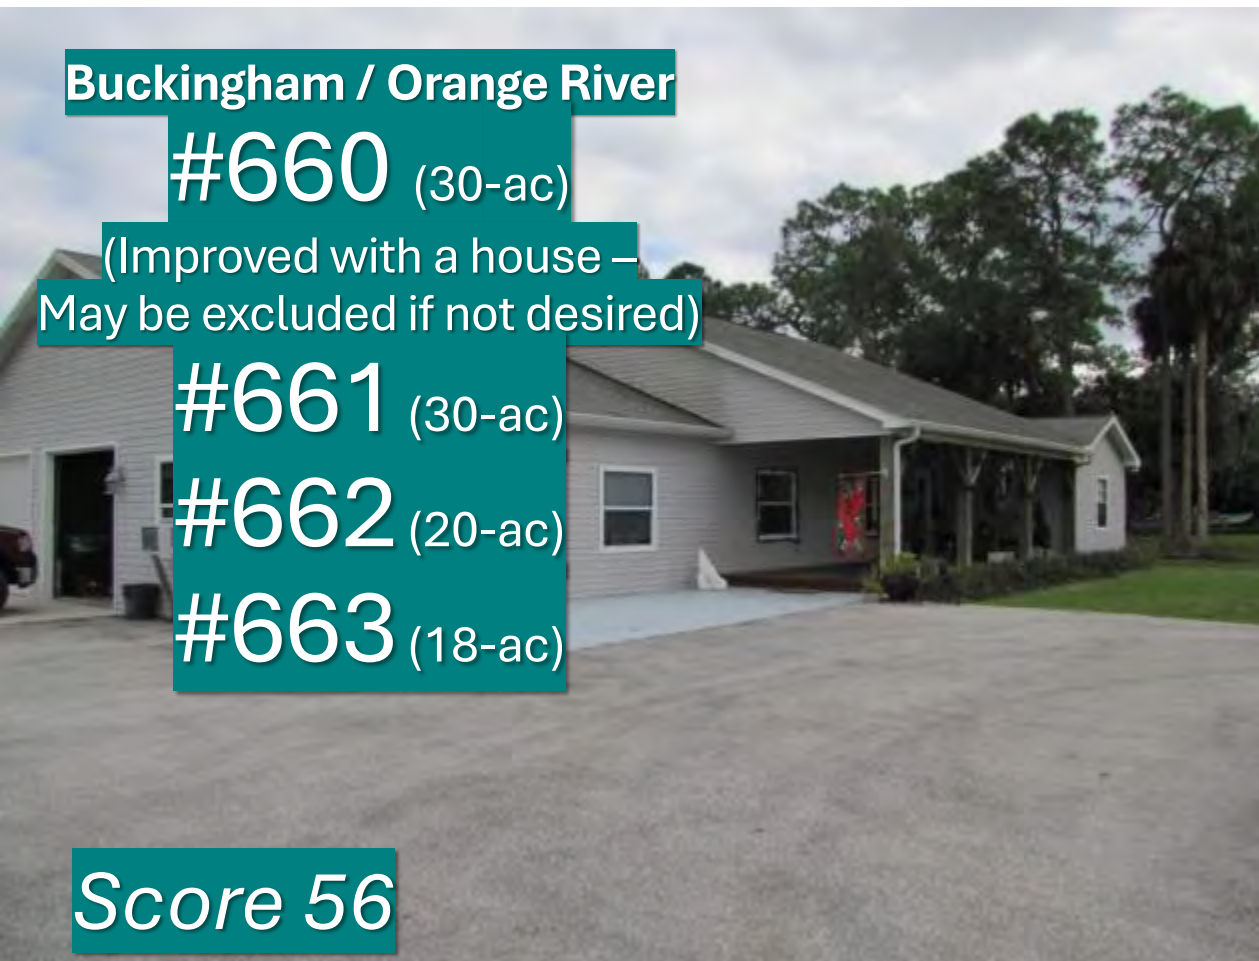 Buckingham / Orange River
#660 (30-ac)
(Improved with a house –
May be excluded if not desired)
#661 (30-ac)
#662 (20-ac)
#663 (18-ac)
Score 56